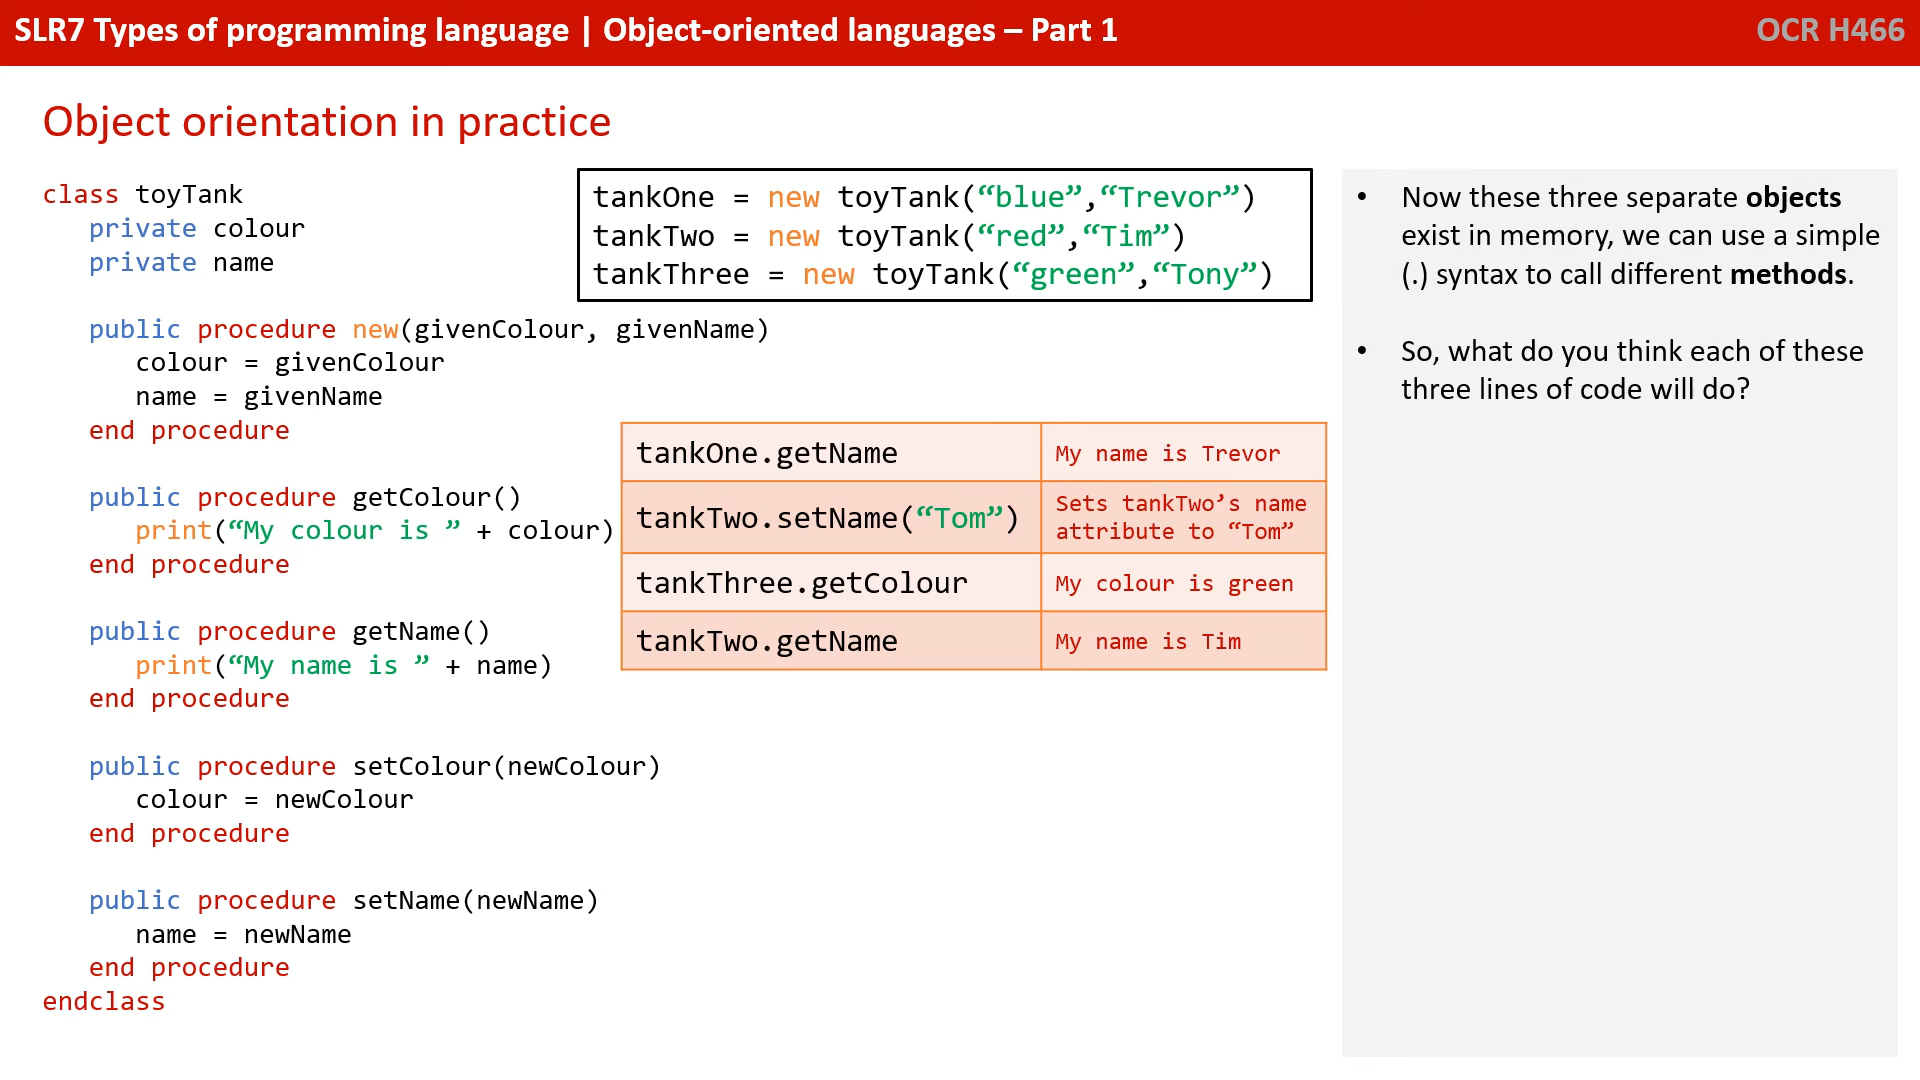 SLR7 Types of programming language | Object-oriented languages – Part 1
OCR H466
Object orientation in practice
class toyTank
private colour
private name
public procedure new(givenColour, givenName)
colour = givenColour
name = givenName
end procedure
public procedure getColour()
print(“My colour is ” + colour)
end procedure
public procedure getName()
print(“My name is ” + name)
end procedure
public procedure setColour(newColour)
colour = newColour
end procedure
public procedure setName(newName)
name = newName
end procedure
endclass
tankOne = new toyTank(“blue”,“Trevor”)
tankTwo = new toyTank(“red”,“Tim”)
tankThree = new toyTank(“green”,“Tony”)
tankOne.getName
My name is Trevor
tankTwo.setName(“Tom”)
Sets tankTwo’s name
attribute to “Tom”
tankThree.getColour
My colour is green
tankTwo.getName
My name is Tim
• Now these three separate objects
exist in memory, we can use a simple
(.) syntax to call different methods.
• So, what do you think each of these
three lines of code will do?